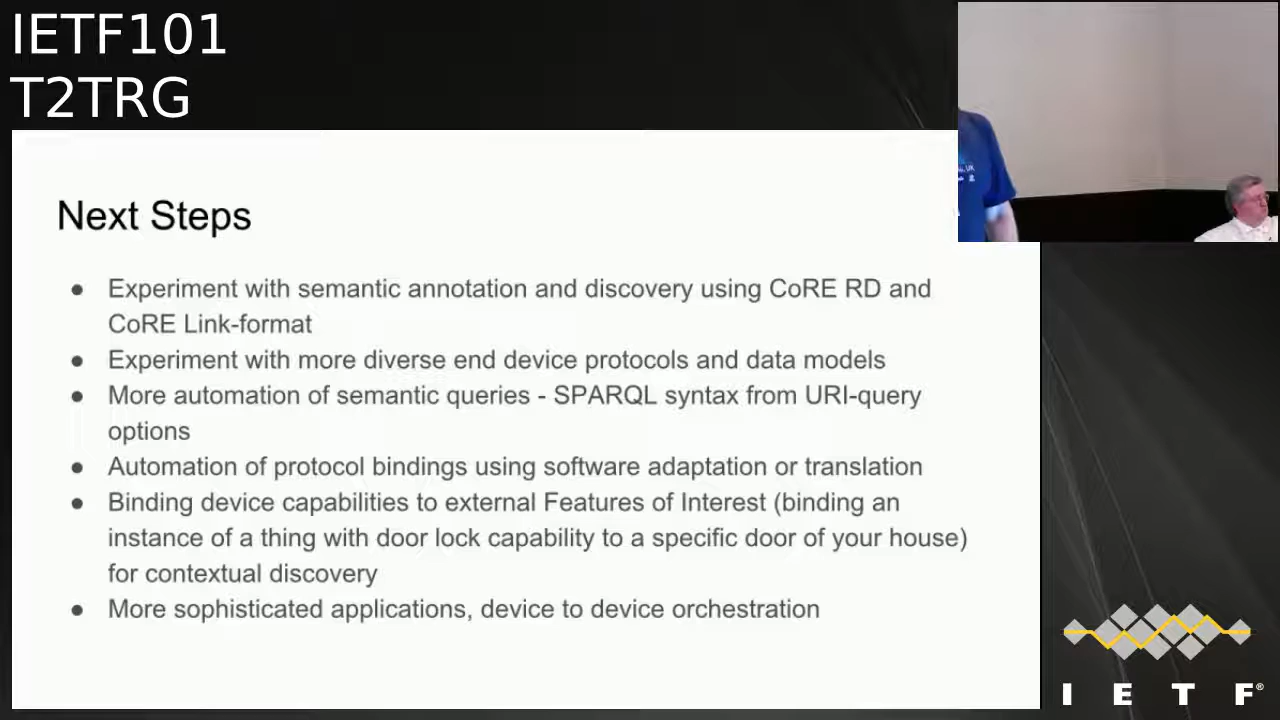 IETF101
T2TRG
Next Steps
● Experiment with semantic annotation and discovery using CoRE RD and
CoRE Link-format
● Experiment with more diverse end device protocols and data models
● More automation of semantic queries - SPARQL syntax from URI-query
options
● Automation of protocol bindings using software adaptation or translation
● Binding device capabilities to external Features of Interest (binding an
instance of a thing with door lock capability to a specific door of your house)
for contextual discovery
● More sophisticated applications, device to device orchestration
I E T F®